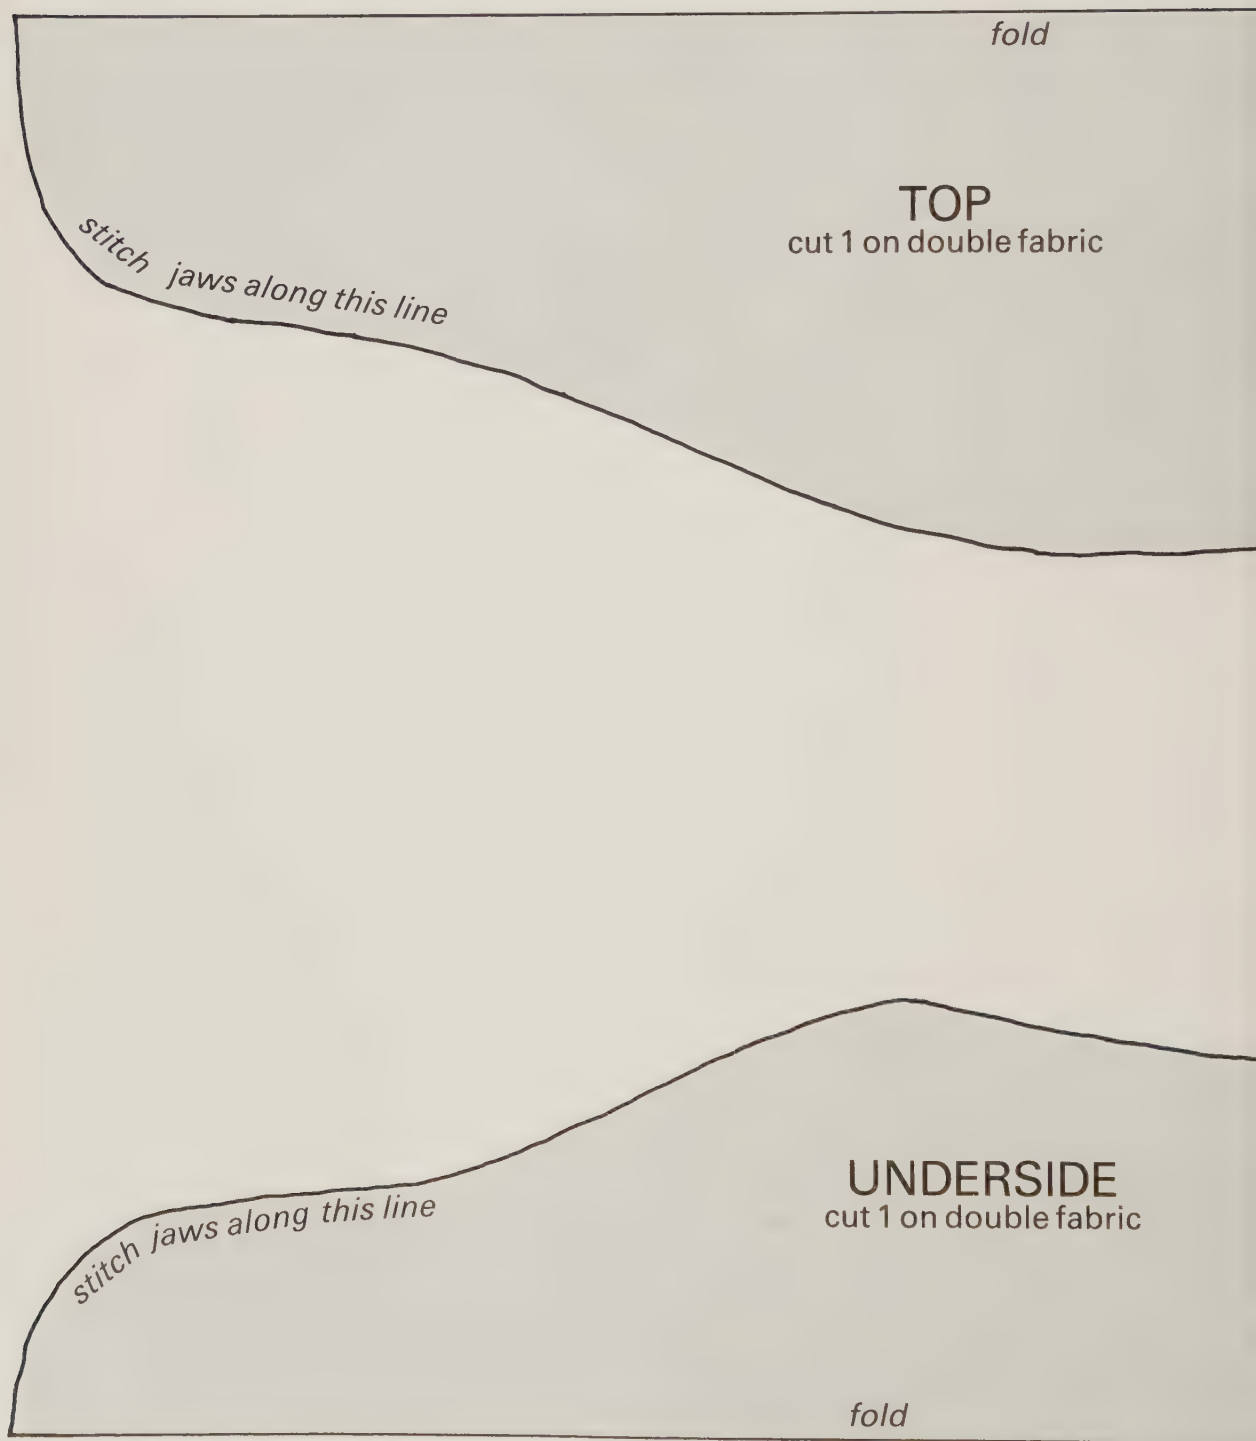 fold
TOP
cut 1 on double fabric
stitch jaws along this line
UNDERSIDE
cut 1 on double fabric
stitch jaws along this line
fold